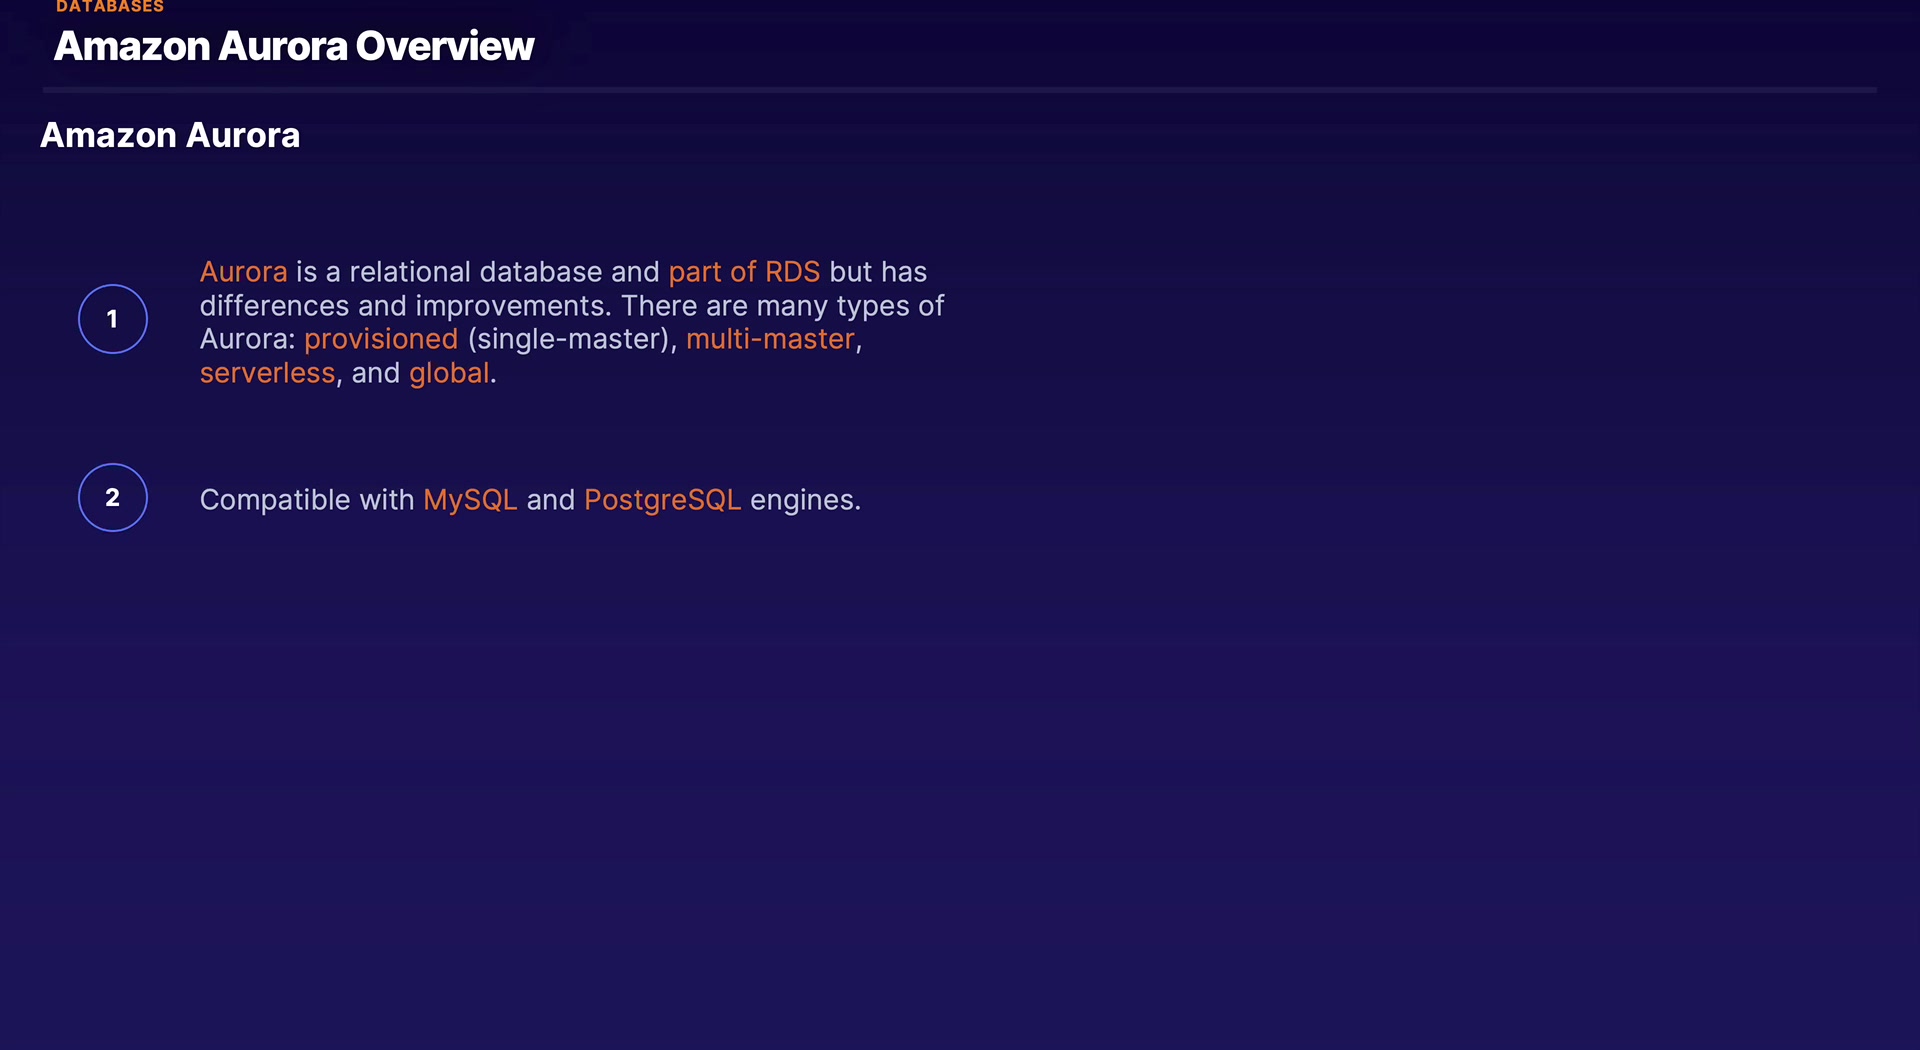 DATABASES
Amazon Aurora Overview
Amazon Aurora
1
Aurora is a relational database and part of RDS but has
differences and improvements. There are many types of
Aurora: provisioned (single-master), multi-master,
serverless, and global.
2
Compatible with MySQL and PostgreSQL engines.